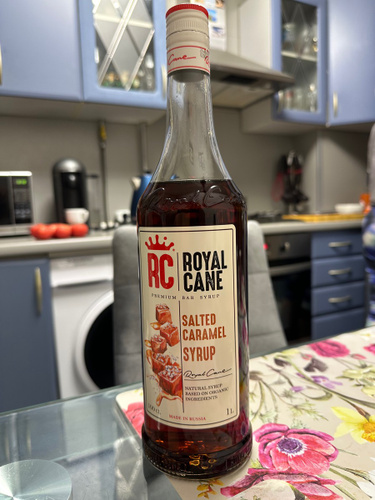 Cane
RC
ROYAL
CANE
PREMIUM BAR SYRUP
SALTED
CARAMEL
SYRUP
Royal Cane
NATURAL SYRUP
BASED ON ORGANIC
INGREDIENTS
1L
MADE IN RUSSIA